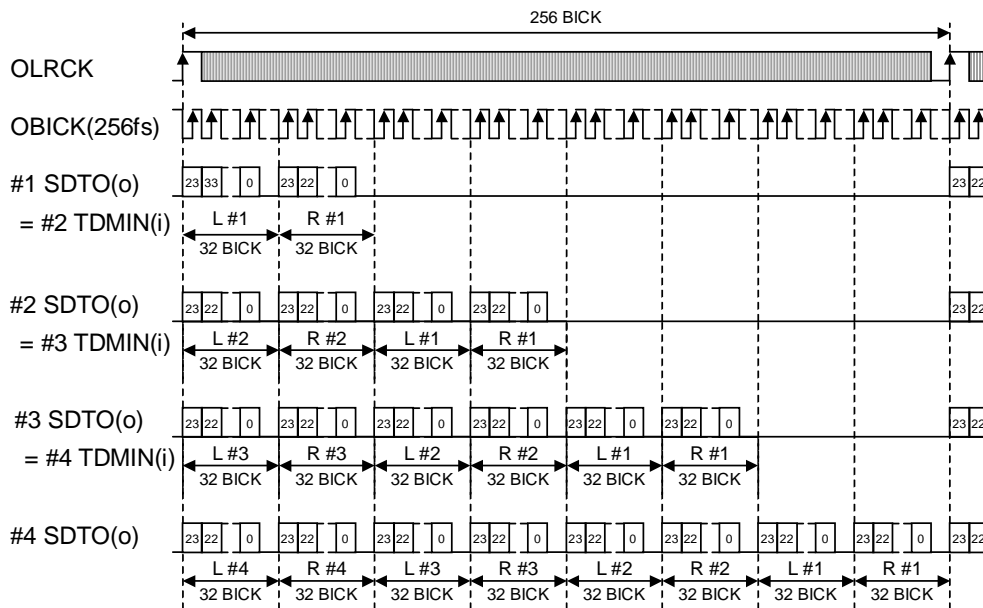 256 BICK
OLRCK
OBICK(256fs)
#1 SDTO(o)
23 33 0 23 22 0 23 22
= #2 TDMIN(i)
L #1 R #1
32 BICK 32 BICK
#2 SDTO(o)
23 22 0 23 22 0 23 22 0 23 22 0 23 22
= #3 TDMIN(i)
L #2 R #2 L #1 R #1
32 BICK 32 BICK 32 BICK 32 BICK
#3 SDTO(o)
23 22 0 23 22 0 23 22 0 23 22 0 23 22 0 23 22 0 23 22
= #4 TDMIN(i)
L #3 R #3 L #2 R #2 L #1 R #1
32 BICK 32 BICK 32 BICK 32 BICK 32 BICK 32 BICK
#4 SDTO(o)
23 22 0 23 22 0 23 22 0 23 22 0 23 22 0 23 22 0 23 22 0 23 22 0 23 22
L #4 R #4 L #3 R #3 L #2 R #2 L #1 R #1
32 BICK 32 BICK 32 BICK 32 BICK 32 BICK 32 BICK 32 BICK 32 BICK